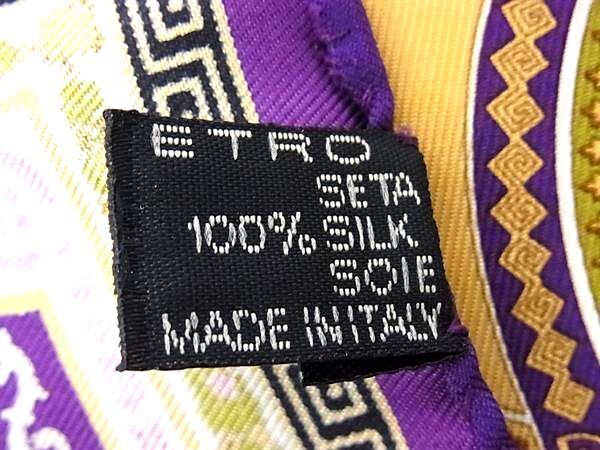 ETRO
SETA
100% SILK
SOIE
MADE IN ITALY